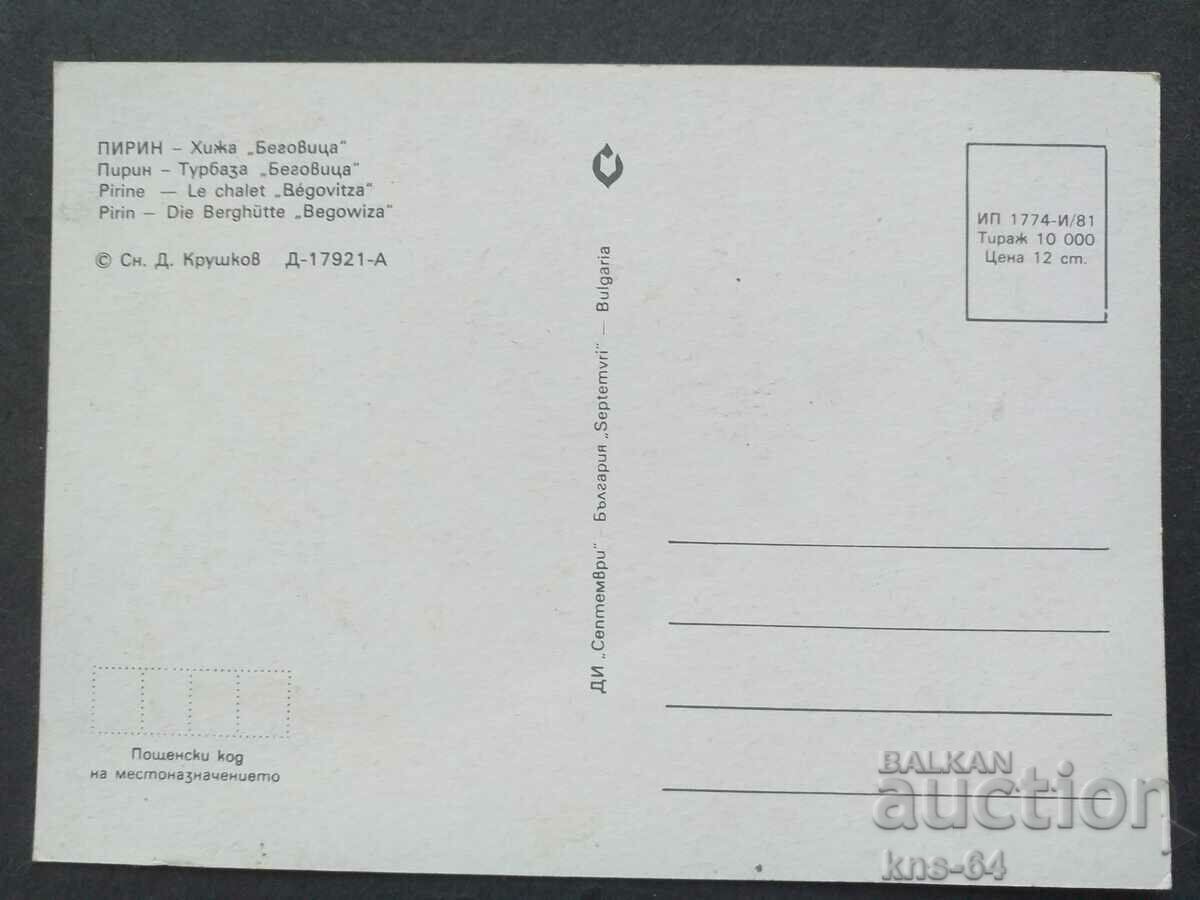 ПИРИН – Хижа „Беговица"
Пирин – Турбаза „Беговица"
Pirine — Le chalet „Bégovitza"
Pirin — Die Berghütte „Begowiza"
© Сн. Д. Крушков Д-17921-А
ДИ „Септември" – България „Septemvri" — Bulgaria
ИП 1774-И/81
Тираж 10 000
Цена 12 ст.
Пощенски код
на местоназначението
BALKAN
auction
kns-64